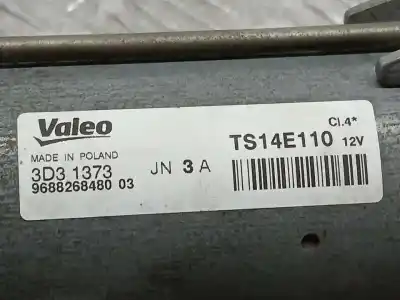 Valeo
Cl.4*
TS14E110 12V
MADE IN POLAND
3D3 1373
JN 3 A
9688268480 03